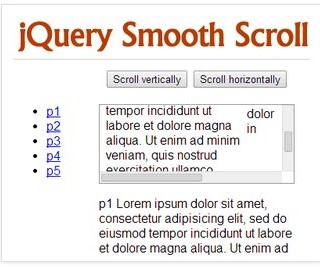 jQuery Smooth Scroll
Scroll vertically Scroll horizontally
p1
p2
p3
p4
p5
tempor incididunt ut
labore et dolore magna
aliqua. Ut enim ad minim
veniam, quis nostrud
exercitation ullamco
dolor
in
p1 Lorem ipsum dolor sit amet,
consectetur adipisicing elit, sed do
eiusmod tempor incididunt ut labore
et dolore magna aliqua. Ut enim ad